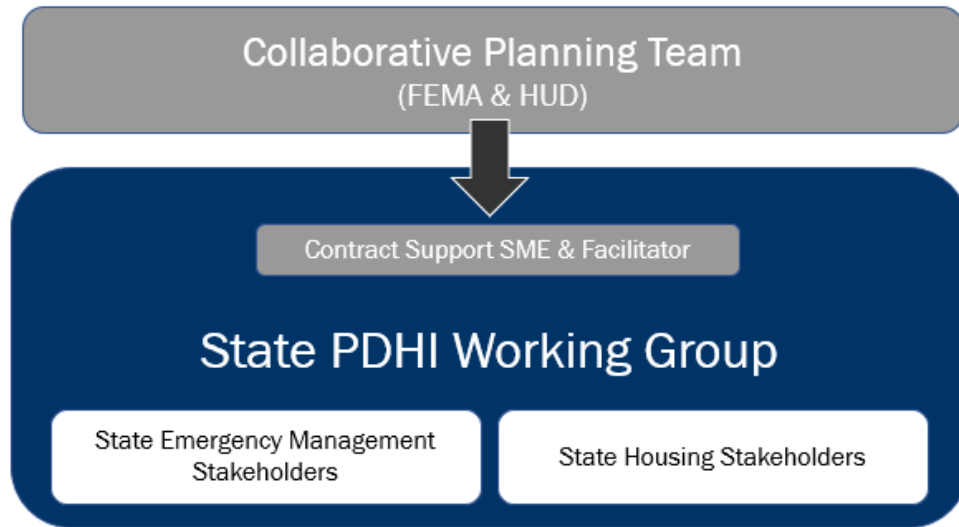 Collaborative Planning Team
(FEMA & HUD)
Contract Support SME & Facilitator
State PDHI Working Group
State Emergency Management
Stakeholders
State Housing Stakeholders